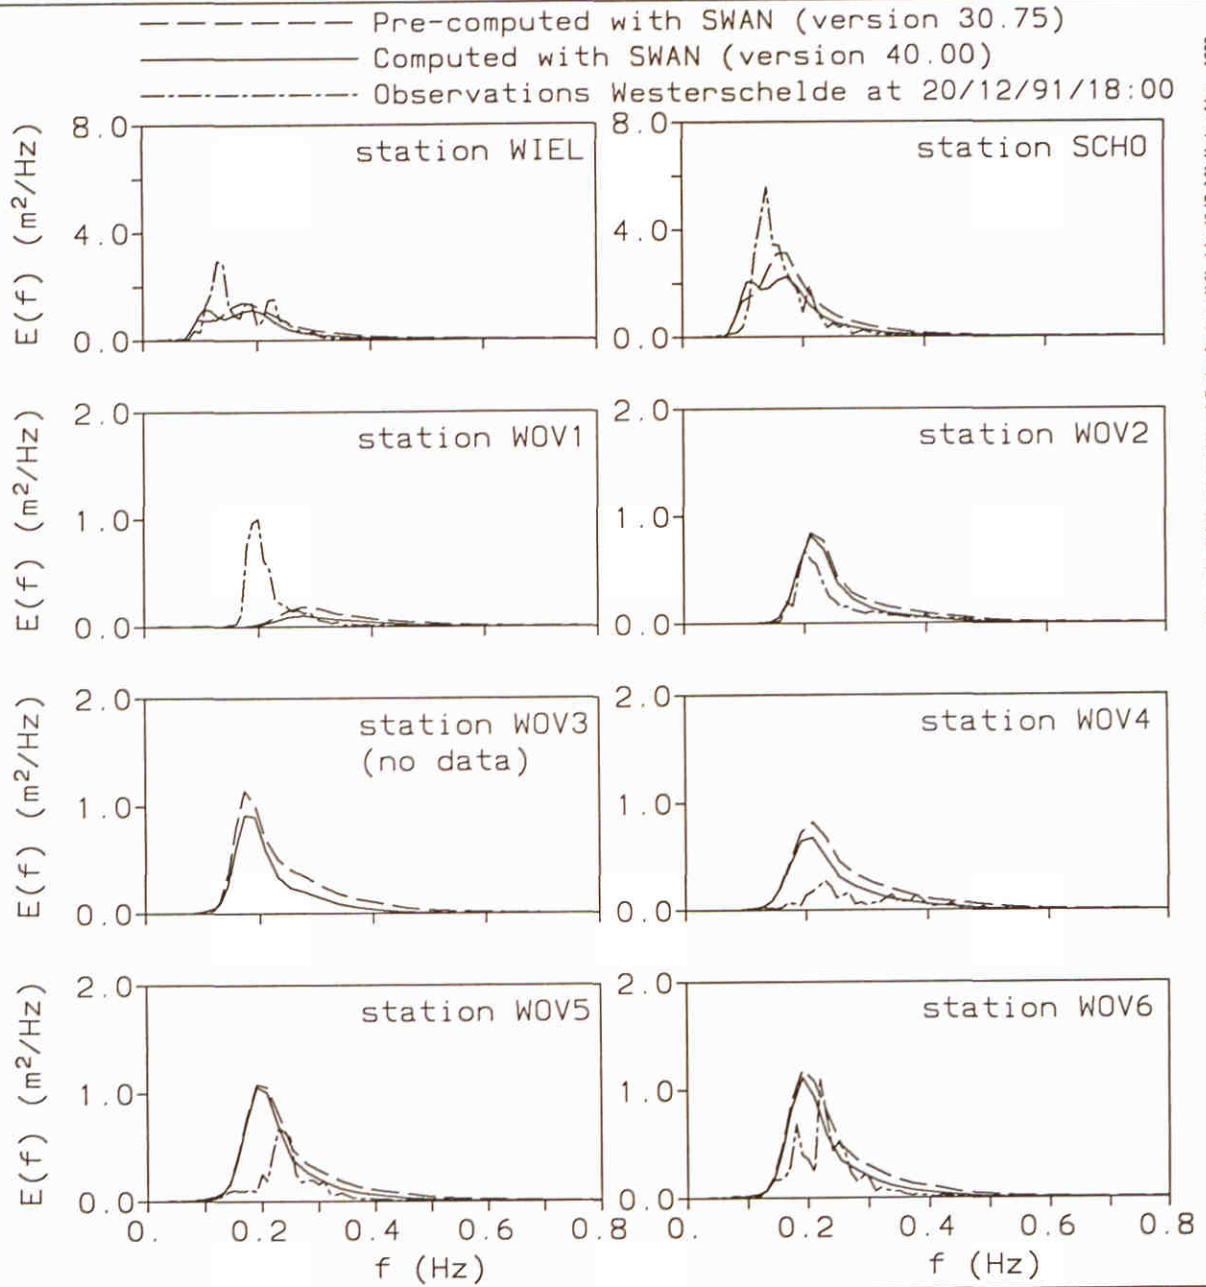 Pre-computed with SWAN (version 30.75)
Computed with SWAN (version 40.00)
Observations Westerschelde at 20/12/91/18:00
8.0
4.0
0.0
E(f) (m²/Hz)
station WIEL
8.0
4.0
0.0
station SCHO
2.0
1.0
0.0
E(f) (m²/Hz)
station WOV1
2.0
1.0
0.0
station WOV2
2.0
1.0
0.0
E(f) (m²/Hz)
station WOV3
(no data)
2.0
1.0
0.0
station WOV4
2.0
1.0
0.0
E(f) (m²/Hz)
station WOV5
0. 0.2 0.4 0.6 0.8
f (Hz)
2.0
1.0
0.0
station WOV6
0 0.2 0.4 0.6 0.8
f (Hz)